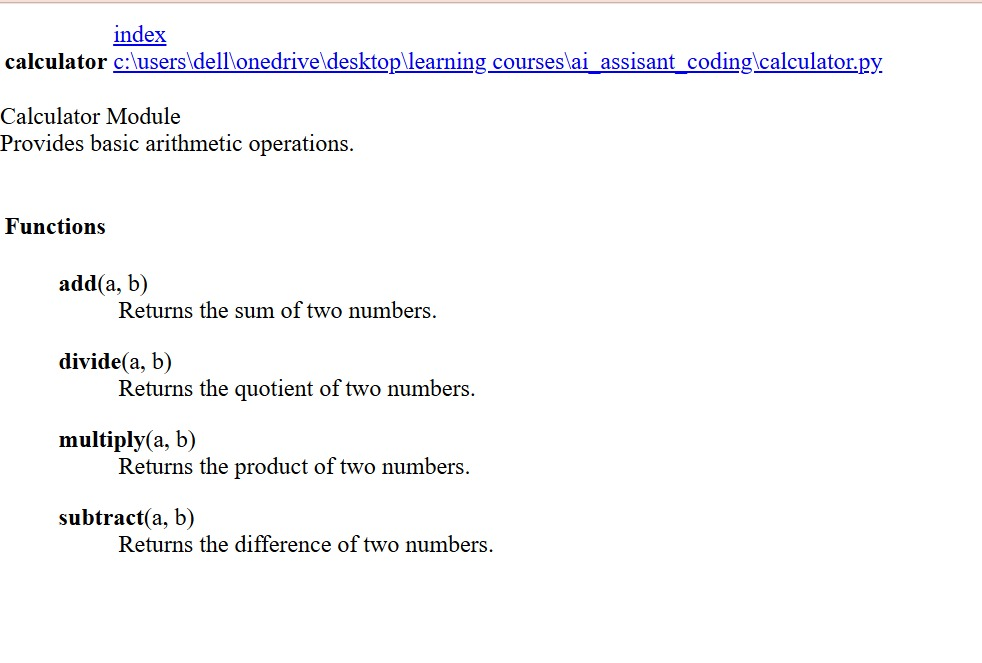 index
calculator c:\users\dell\onedrive\desktop\learning courses\ai_assisant_coding\calculator.py
Calculator Module
Provides basic arithmetic operations.
Functions
add(a, b)
Returns the sum of two numbers.
divide(a, b)
Returns the quotient of two numbers.
multiply(a, b)
Returns the product of two numbers.
subtract(a, b)
Returns the difference of two numbers.